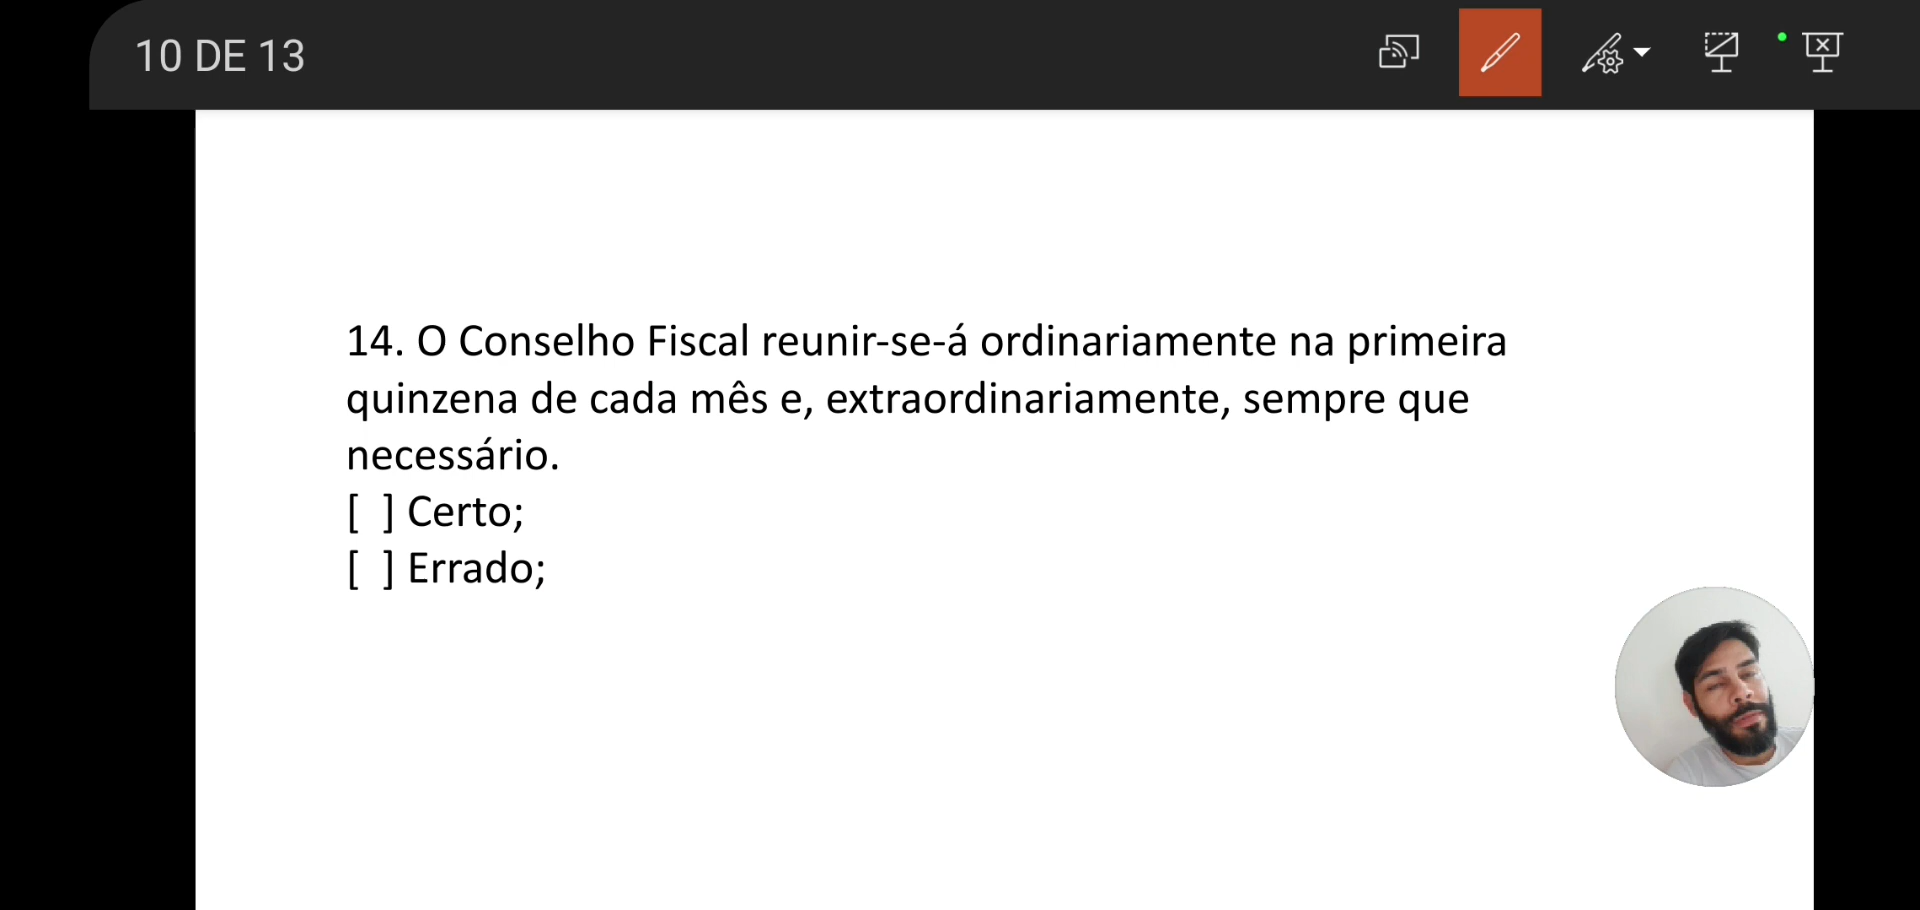 10 DE 13
14. O Conselho Fiscal reunir-se-á ordinariamente na primeira
quinzena de cada mês e, extraordinariamente, sempre que
necessário.
[ ] Certo;
[ ] Errado;